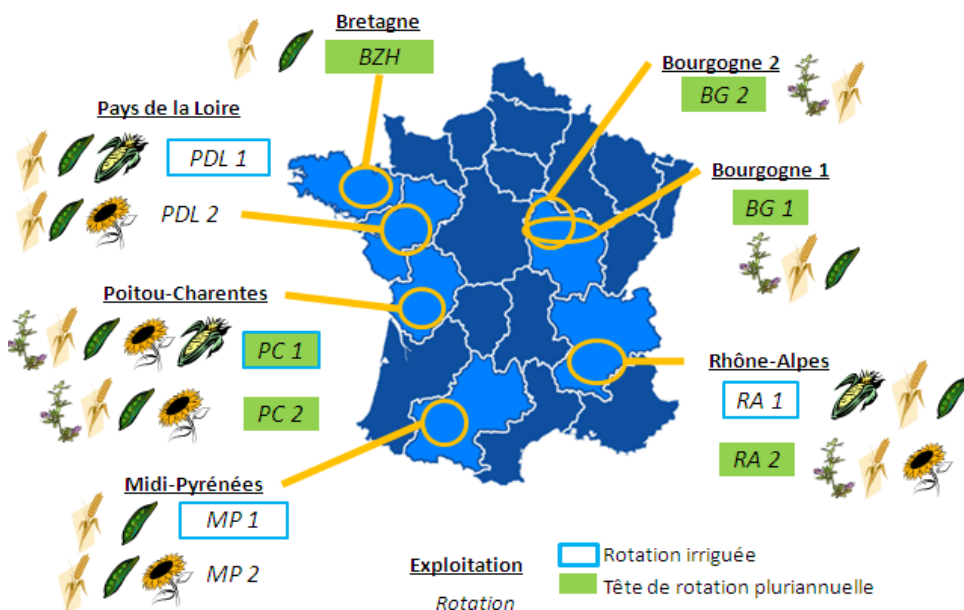 Bretagne
BZH
Bourgogne 2
BG 2
Pays de la Loire
PDL 1
PDL 2
Bourgogne 1
BG 1
Poitou-Charentes
PC 1
PC 2
Rhône-Alpes
RA 1
RA 2
Midi-Pyrénées
MP 1
MP 2
Exploitation
Rotation
Rotation irriguée
Tête de rotation pluriannuelle